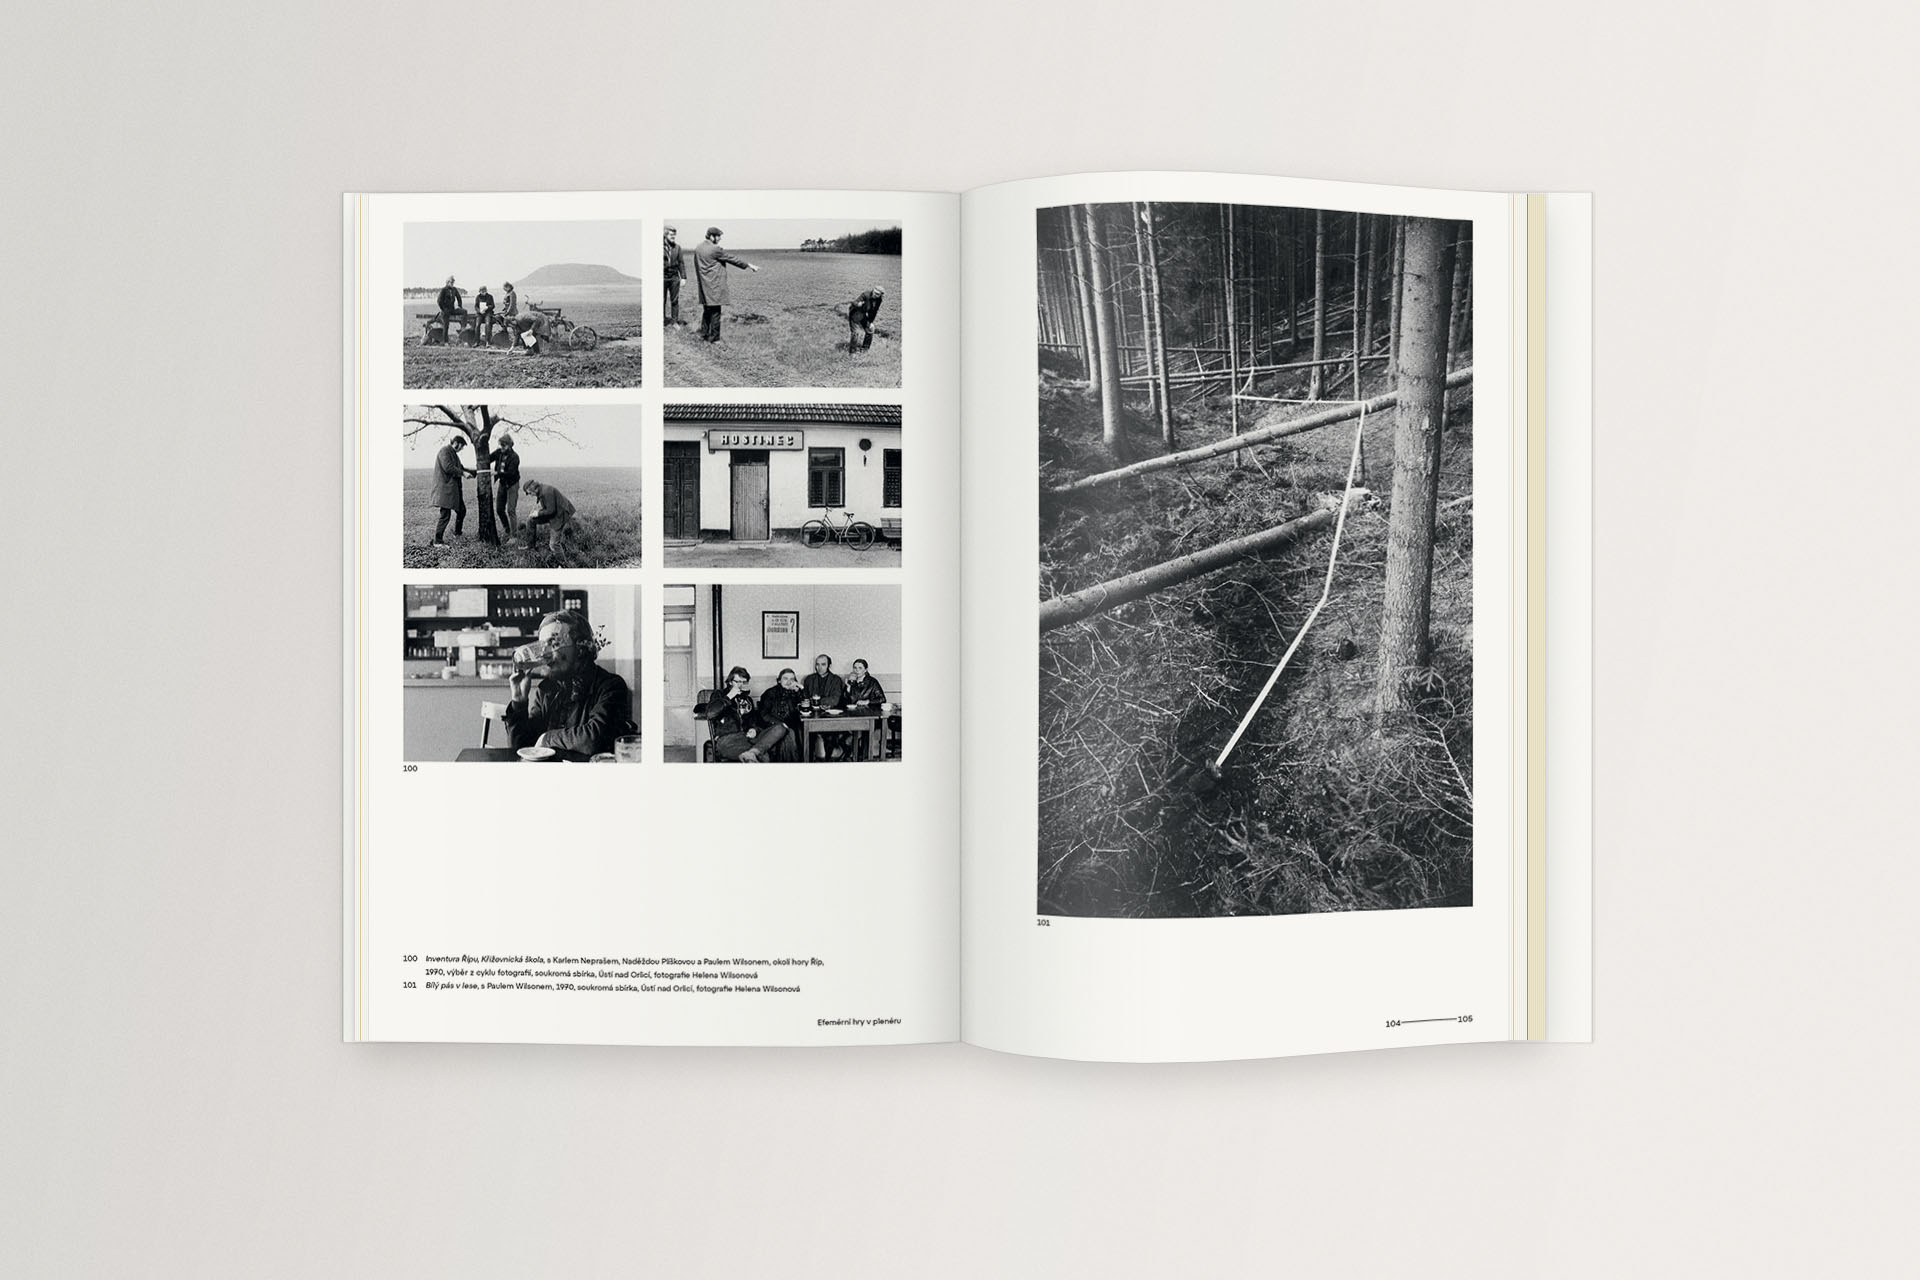 HOSTINEC
?
100
100 Inventura Řípu, Křižovnická škola, s Karlem Neprašem, Naděždou Plíškovou a Paulem Wilsonem, okolí hory Říp,
1970, výběr z cyklu fotografií, soukromá sbírka, Ústí nad Orlicí, fotografie Helena Wilsonová
101 Bílý pás v lese, s Paulem Wilsonem, 1970, soukromá sbírka, Ústí nad Orlicí, fotografie Helena Wilsonová
Efemérní hry v plenéru
101
104 105